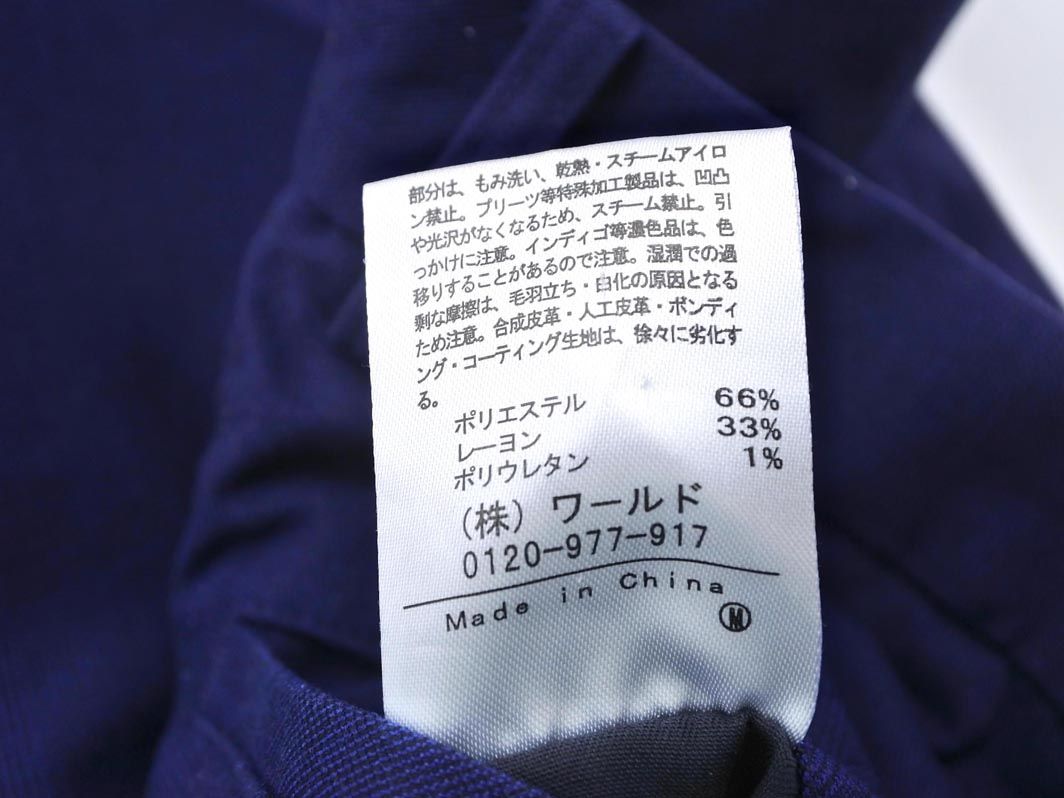 部分は、もみ洗い、乾熱・スチームアイロ
ン禁止。プリーツ等特殊加工製品は、凹凸
や光沢がなくなるため、スチーム禁止。引
っかけに注意。インディゴ等濃色品は、色
移りすることがあるので注意。湿潤での過
剰な摩擦は、毛羽立ち・白化の原因となる
ため注意。合成皮革・人工皮革・ボンディ
ング・コーティング生地は、徐々に劣化す
る。
ポリエステル 66%
レーヨン 33%
ポリウレタン 1%
(株) ワールド
0120-977-917
Made in China
Ⓜ